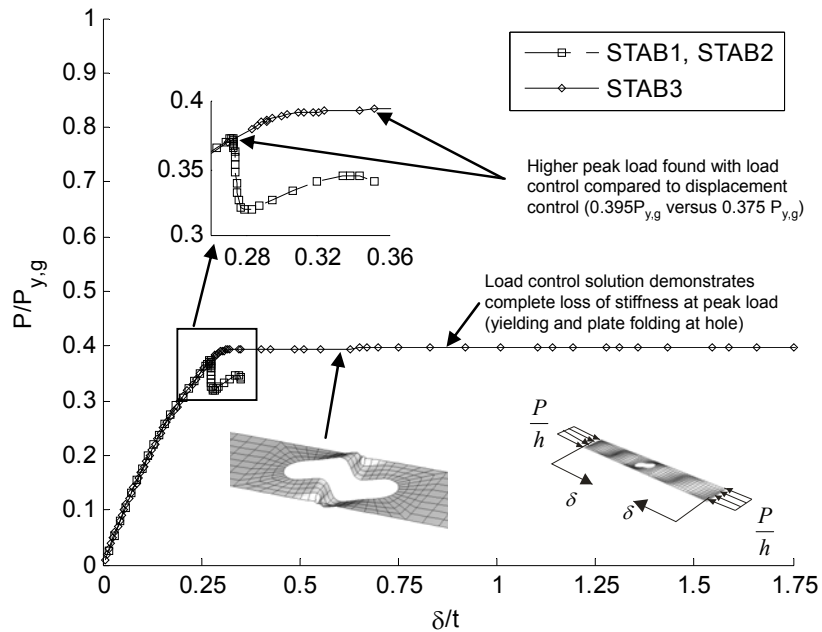 1
0.9
0.8
0.7
0.6
0.5
0.4
0.3
0.2
0.1
0
P/P_y,g
0 0.25 0.5 0.75 1 1.25 1.5 1.75
δ/t
STAB1, STAB2
STAB3
0.4
0.35
0.3
0.28 0.32 0.36
Higher peak load found with load
control compared to displacement
control (0.395P_y,g versus 0.375 P_y,g)
Load control solution demonstrates
complete loss of stiffness at peak load
(yielding and plate folding at hole)
P/h
δ
δ
P/h